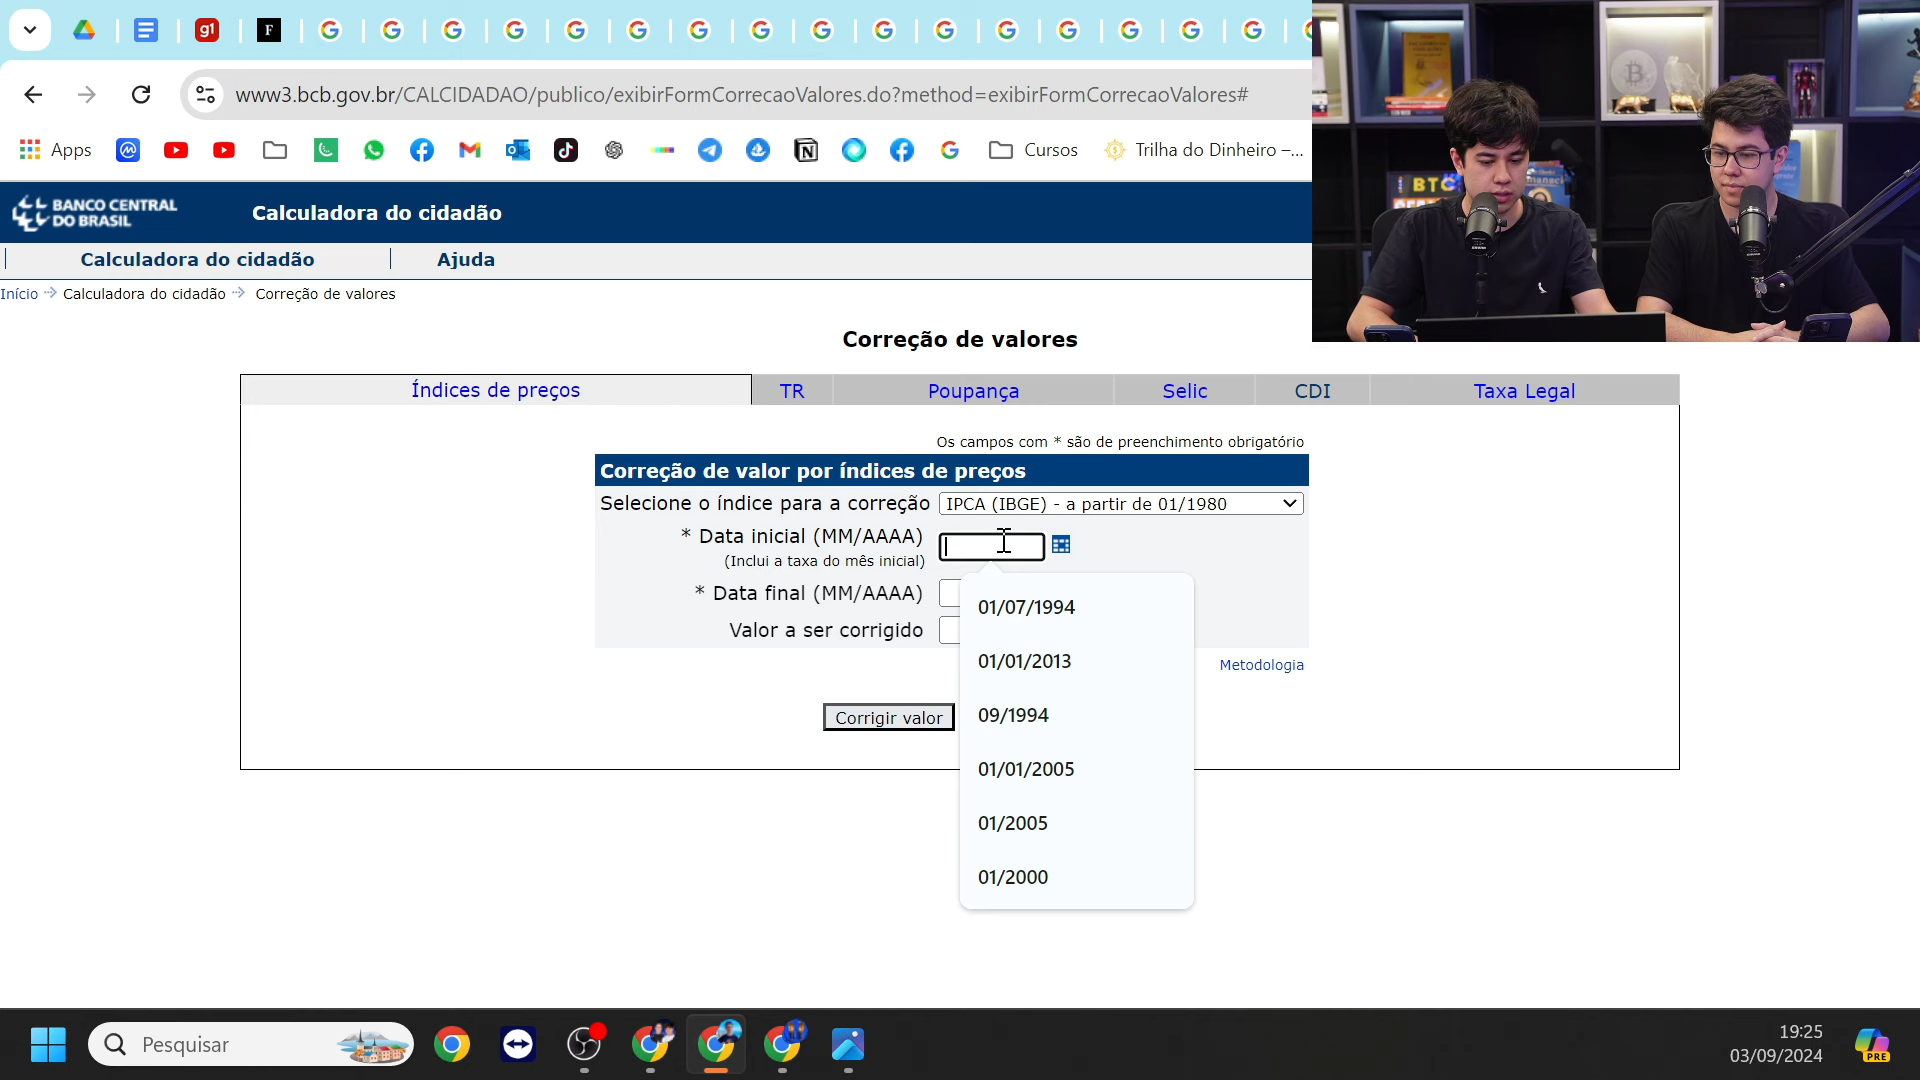 g1
F
www3.bcb.gov.br/CALCIDADAO/publico/exibirFormCorrecaoValores.do?method=exibirFormCorrecaoValores#
Apps
Cursos
Trilha do Dinheiro –...
BANCO CENTRAL
DO BRASIL
Calculadora do cidadão
Calculadora do cidadão
Ajuda
Início
Calculadora do cidadão
Correção de valores
Correção de valores
Índices de preços
TR
Poupança
Selic
CDI
Taxa Legal
Os campos com * são de preenchimento obrigatório
Correção de valor por índices de preços
Selecione o índice para a correção
IPCA (IBGE) - a partir de 01/1980
* Data inicial (MM/AAAA)
(Inclui a taxa do mês inicial)
* Data final (MM/AAAA)
Valor a ser corrigido
01/07/1994
01/01/2013
09/1994
01/01/2005
01/2005
01/2000
Metodologia
Corrigir valor
Pesquisar
19:25
03/09/2024
PRE